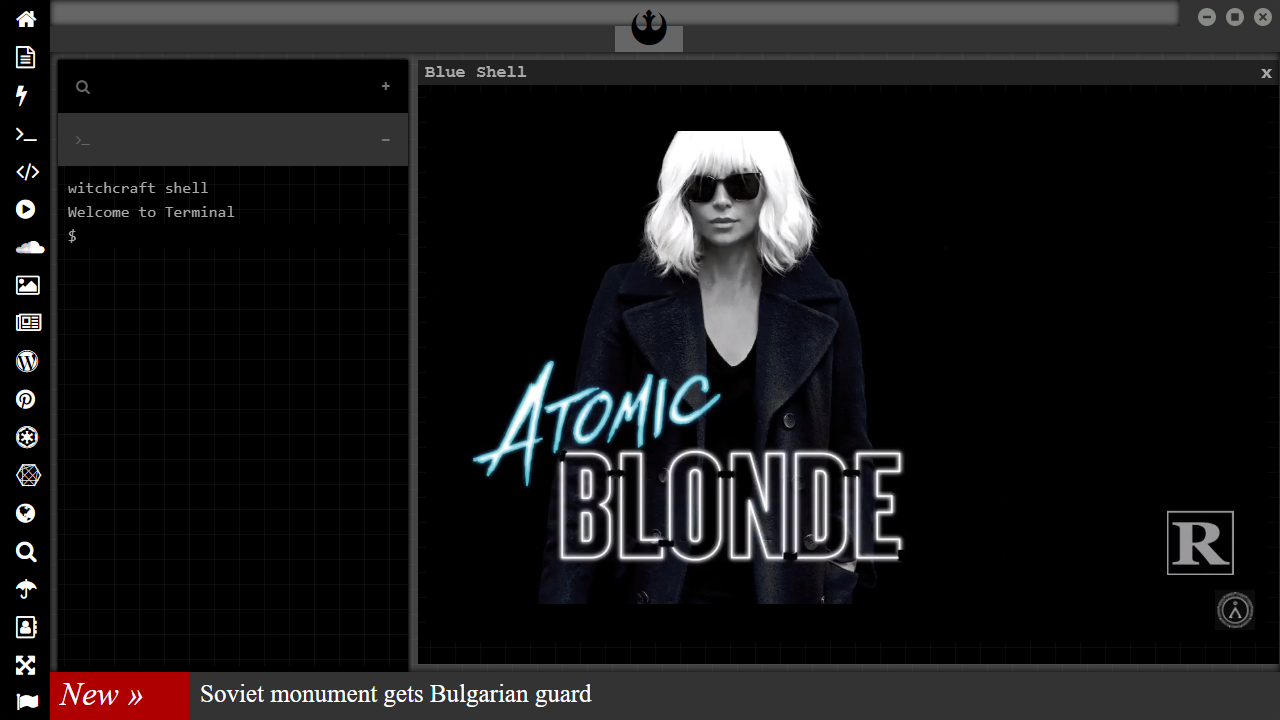 Blue Shell
x
+
>_
−
witchcraft shell
Welcome to Terminal
$
ATOMIC
BLONDE
R
New »
Soviet monument gets Bulgarian guard